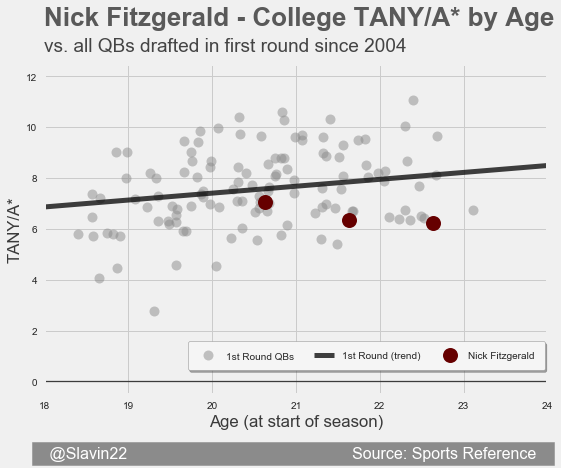 Nick Fitzgerald - College TANY/A* by Age
vs. all QBs drafted in first round since 2004
12
10
8
6
4
2
0
TANY/A*
1st Round QBs 1st Round (trend) Nick Fitzgerald
18 19 20 21 22 23 24
Age (at start of season)
@Slavin22 Source: Sports Reference